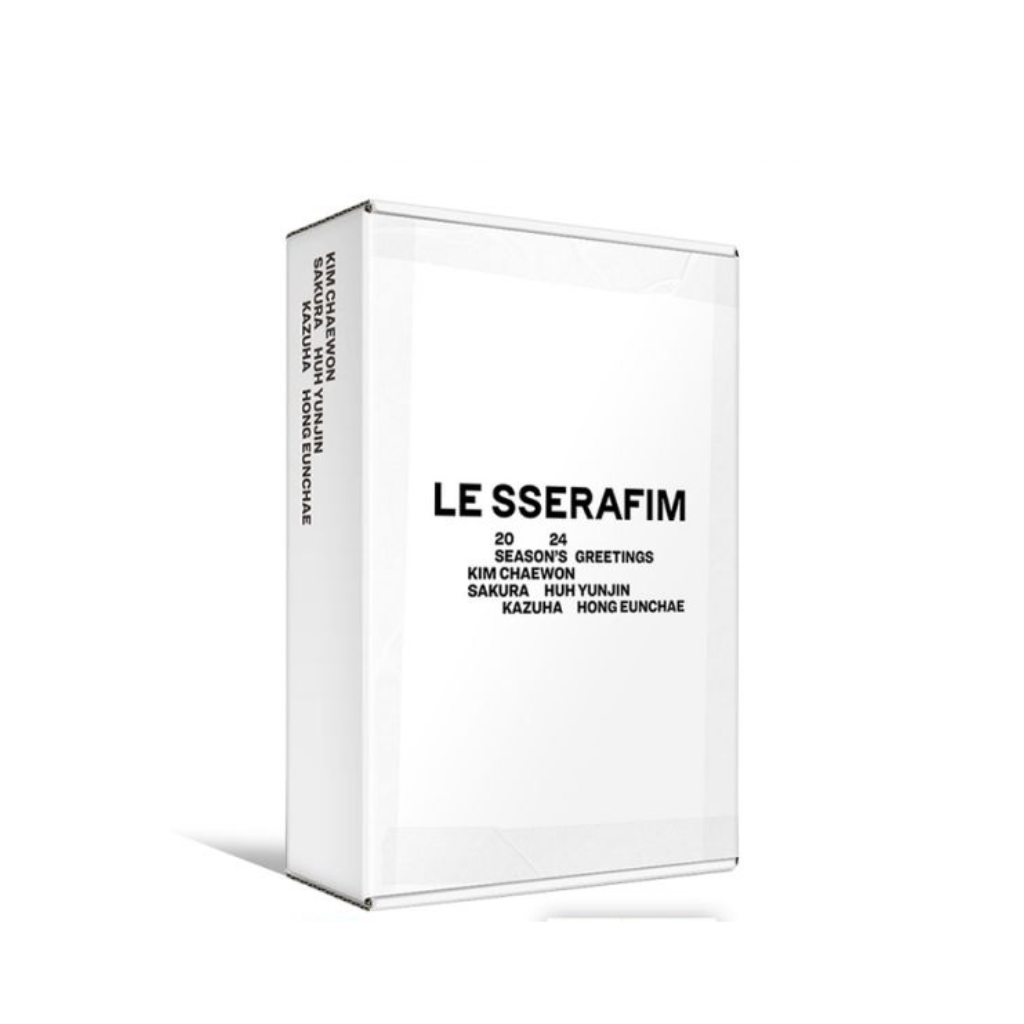 KIM CHAEWON
SAKURA HUH YUNJIN
KAZUHA HONG EUNCHAE
LE SSERAFIM
20 24
SEASON'S GREETINGS
KIM CHAEWON
SAKURA HUH YUNJIN
KAZUHA HONG EUNCHAE